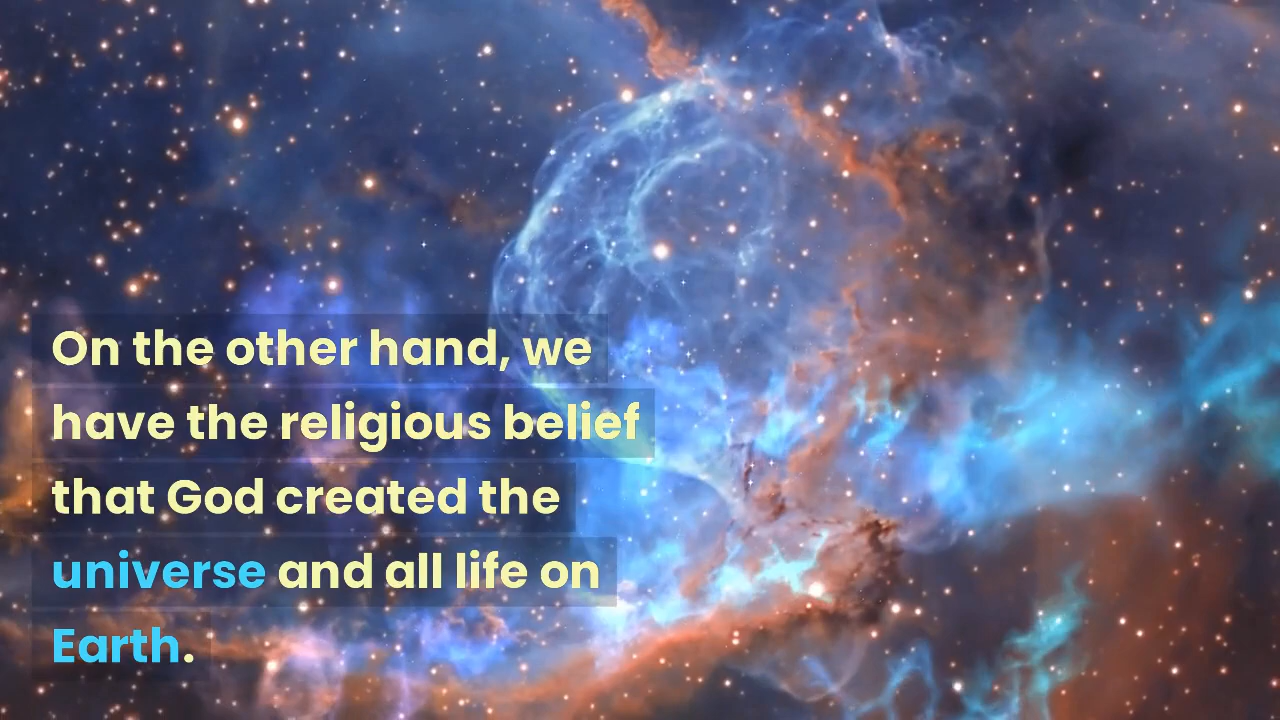 On the other hand, we
have the religious belief
that God created the
universe and all life on
Earth.